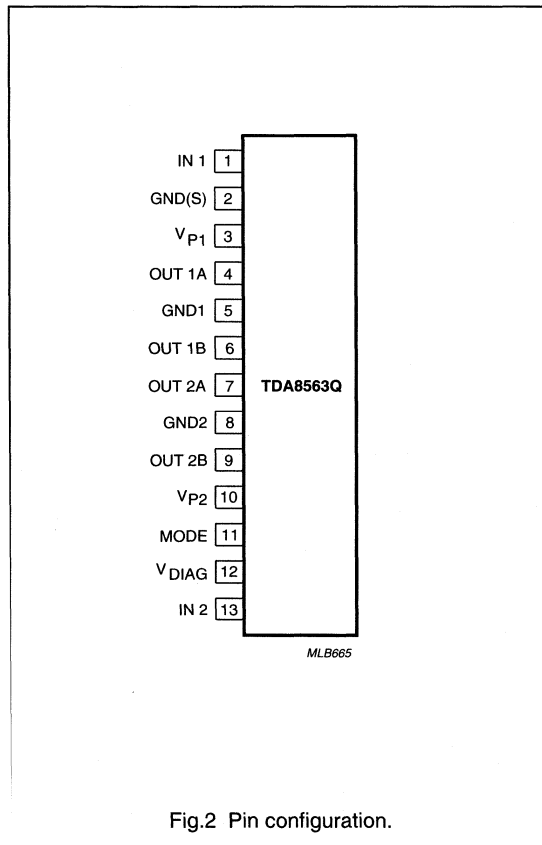 IN 1 1
GND(S) 2
VP1 3
OUT 1A 4
GND1 5
OUT 1B 6
OUT 2A 7 TDA8563Q
GND2 8
OUT 2B 9
VP2 10
MODE 11
VDIAG 12
IN 2 13
MLB665
Fig.2 Pin configuration.